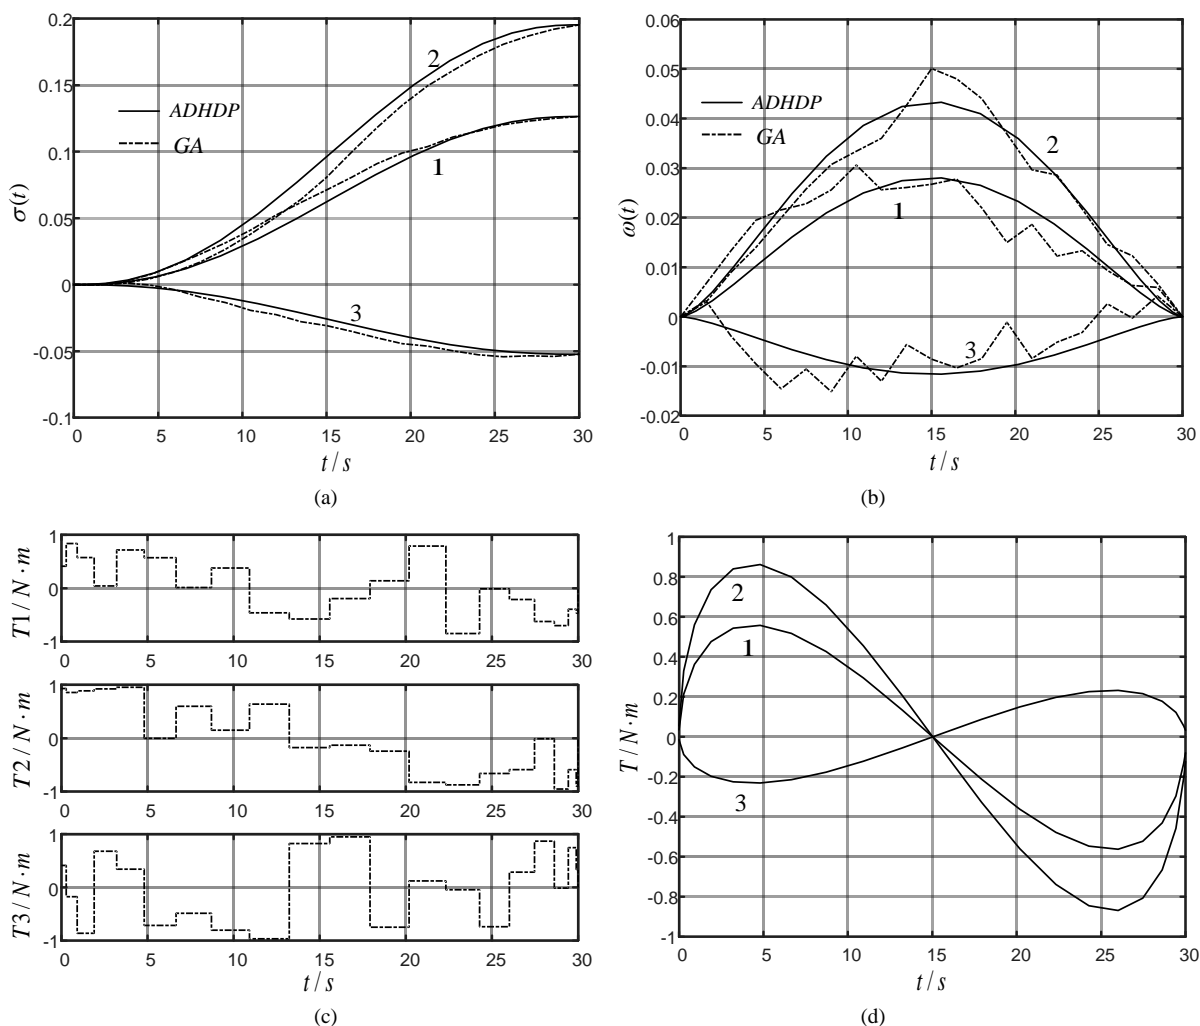 0.2
0.15
0.1
0.05
0
-0.05
-0.1
σ(t)
ADHDP
GA
2
1
3
0 5 10 15 20 25 30
t / s
(a)
0.06
0.05
0.04
0.03
0.02
0.01
0
-0.01
-0.02
ω(t)
ADHDP
GA
2
1
3
0 5 10 15 20 25 30
t / s
(b)
1
0
-1
T1 / N · m
0 5 10 15 20 25 30
1
0
-1
T2 / N · m
0 5 10 15 20 25 30
1
0
-1
T3 / N · m
0 5 10 15 20 25 30
t / s
(c)
1
0.8
0.6
0.4
0.2
0
-0.2
-0.4
-0.6
-0.8
-1
T / N · m
2
1
3
0 5 10 15 20 25 30
t / s
(d)